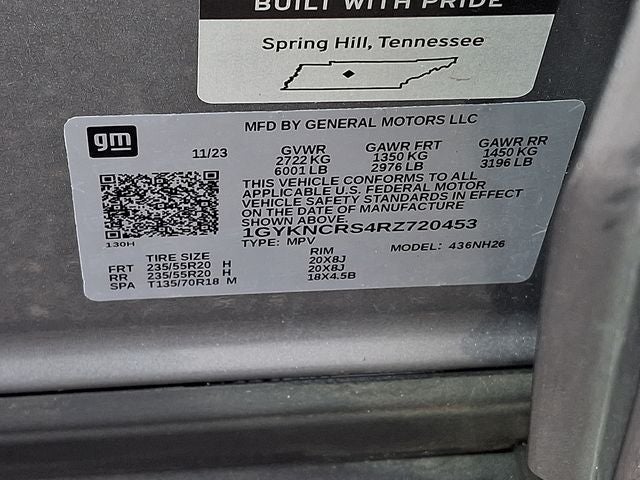 BUILT WITH PRIDE
Spring Hill, Tennessee
gm
MFD BY GENERAL MOTORS LLC
11/23
GVWR GAWR FRT GAWR RR
2722 KG 1350 KG 1450 KG
6001 LB 2976 LB 3196 LB
THIS VEHICLE CONFORMS TO ALL
APPLICABLE U.S. FEDERAL MOTOR
VEHICLE SAFETY STANDARDS IN EFFECT
ON THE DATE OF MANUFACTURE
SHOWN ABOVE.
1GYKNCRS4RZ720453
130H
TYPE: MPV MODEL: 436NH26
TIRE SIZE RIM
FRT 235/55R20 H 20X8J
RR 235/55R20 H 20X8J
SPA T135/70R18 M 18X4.5B